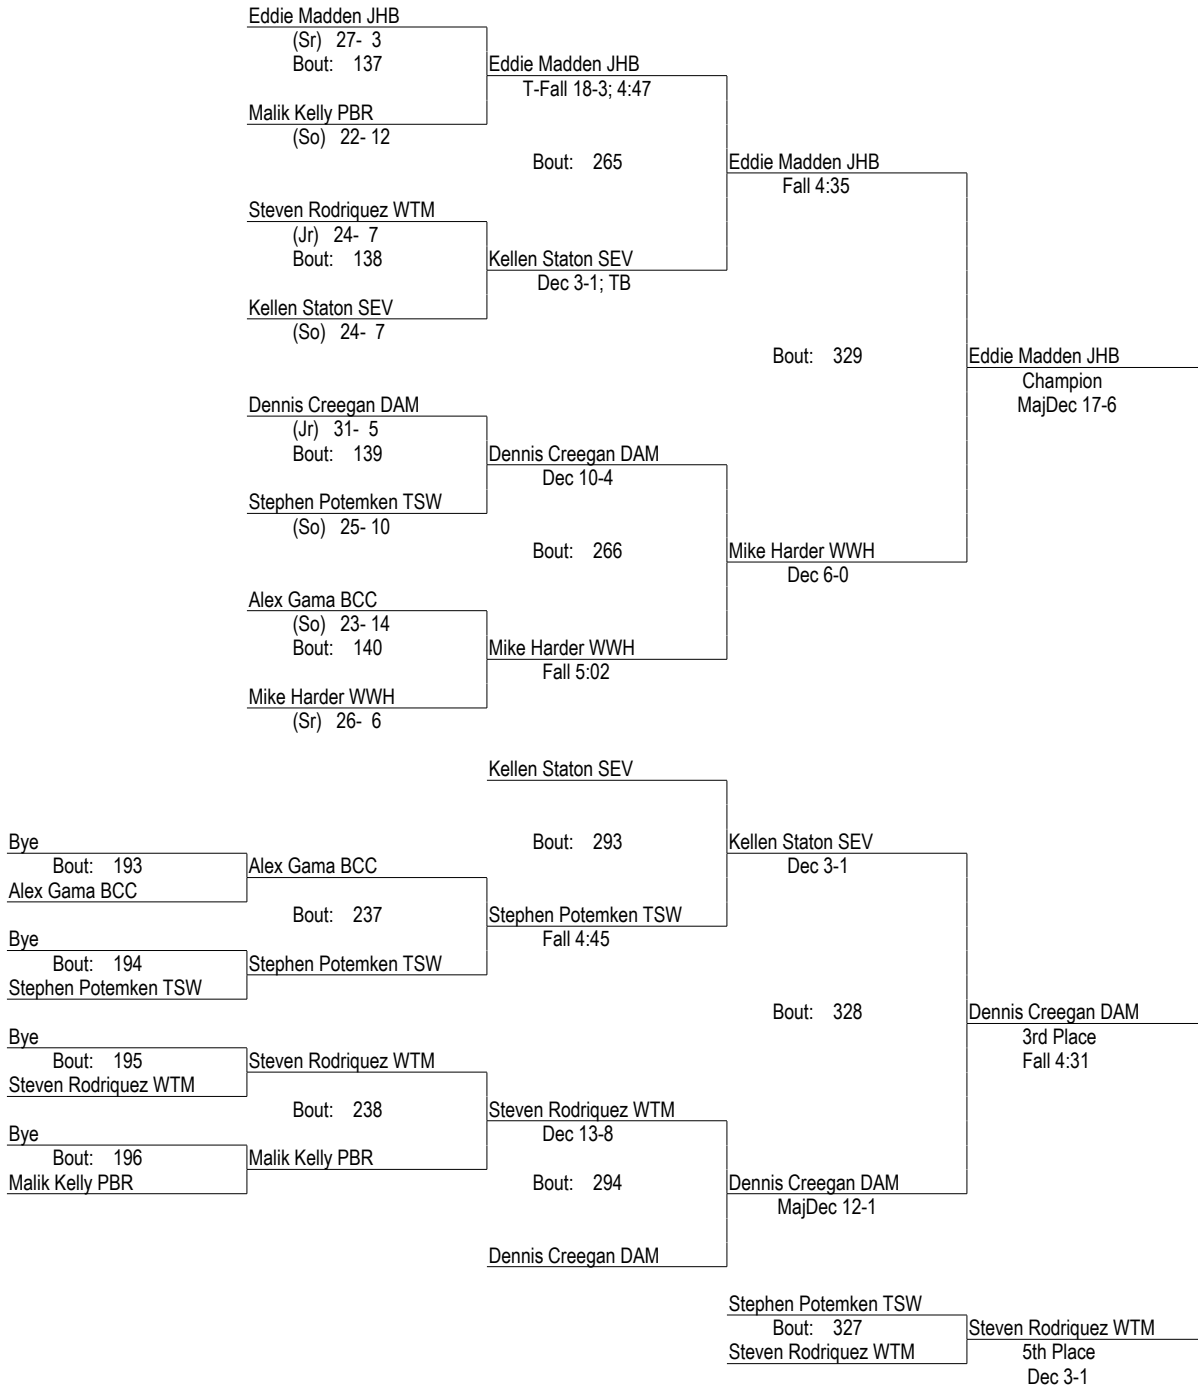 Eddie Madden JHB
(Sr) 27- 3
Bout: 137
Eddie Madden JHB
T-Fall 18-3; 4:47
Malik Kelly PBR
(So) 22- 12
Bout: 265
Eddie Madden JHB
Fall 4:35
Steven Rodriquez WTM
(Jr) 24- 7
Bout: 138
Kellen Staton SEV
Dec 3-1; TB
Kellen Staton SEV
(So) 24- 7
Bout: 329
Eddie Madden JHB
Champion
MajDec 17-6
Dennis Creegan DAM
(Jr) 31- 5
Bout: 139
Dennis Creegan DAM
Dec 10-4
Stephen Potemken TSW
(So) 25- 10
Bout: 266
Mike Harder WWH
Dec 6-0
Alex Gama BCC
(So) 23- 14
Bout: 140
Mike Harder WWH
Fall 5:02
Mike Harder WWH
(Sr) 26- 6
Kellen Staton SEV
Bout: 293
Kellen Staton SEV
Dec 3-1
Bye
Bout: 193
Alex Gama BCC
Alex Gama BCC
Bout: 237
Stephen Potemken TSW
Fall 4:45
Bye
Bout: 194
Stephen Potemken TSW
Stephen Potemken TSW
Bout: 328
Dennis Creegan DAM
3rd Place
Fall 4:31
Bye
Bout: 195
Steven Rodriquez WTM
Steven Rodriquez WTM
Bout: 238
Steven Rodriquez WTM
Dec 13-8
Bye
Bout: 196
Malik Kelly PBR
Malik Kelly PBR
Bout: 294
Dennis Creegan DAM
MajDec 12-1
Dennis Creegan DAM
Stephen Potemken TSW
Bout: 327
Steven Rodriquez WTM
Steven Rodriquez WTM
5th Place
Dec 3-1